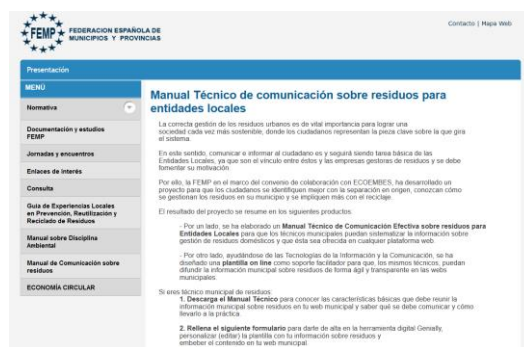 Contacto | Mapa Web
FEMP
FEDERACION ESPAÑOLA DE
MUNICIPIOS Y PROVINCIAS
Presentación
MENÚ
Normativa
Documentación y estudios
FEMP
Jornadas y encuentros
Enlaces de Interés
Consulta
Guía de Experiencias Locales
en Prevención, Reutilización y
Reciclado de Residuos
Manual sobre Disciplina
Ambiental
Manual de Comunicación sobre
residuos
ECONOMÍA CIRCULAR
Manual Técnico de comunicación sobre residuos para
entidades locales
La correcta gestión de los residuos urbanos es de vital importancia para lograr una
sociedad cada vez más sostenible, donde los ciudadanos representan la pieza clave sobre la que gira
el sistema.
En este sentido, comunicar e informar al ciudadano es y seguirá siendo tarea básica de las
Entidades Locales, ya que son el vínculo entre éstos y las empresas gestoras de residuos y se debe
fomentar su motivación.
Por ello, la FEMP en el marco del convenio de colaboración con ECOEMBES, ha desarrollado un
proyecto para que los ciudadanos se identifiquen mejor con la separación en origen, conozcan cómo
se gestionan los residuos en su municipio y se impliquen más con el reciclaje.
El resultado del proyecto se resume en los siguientes productos:
- Por un lado, se ha elaborado un Manual Técnico de Comunicación Efectiva sobre residuos para
Entidades Locales para que los técnicos municipales puedan sistematizar la información sobre
gestión de residuos domésticos y que ésta sea ofrecida en cualquier plataforma web.
- Por otro lado, ayudándose de las Tecnologías de la Información y la Comunicación, se ha
diseñado una plantilla on line como soporte facilitador para que, los mismos técnicos, puedan
difundir la información municipal sobre residuos de forma ágil y transparente en las webs
municipales.
Si eres técnico municipal de residuos:
1. Descarga el Manual Técnico para conocer las características básicas que debe reunir la
información municipal sobre residuos en tu web municipal y saber qué se debe comunicar y cómo
llevarlo a la práctica.
2. Rellena el siguiente formulario para darte de alta en la herramienta digital Genially,
personalizar (editar) la plantilla con tu información sobre residuos y
embeber el contenido en tu web municipal.